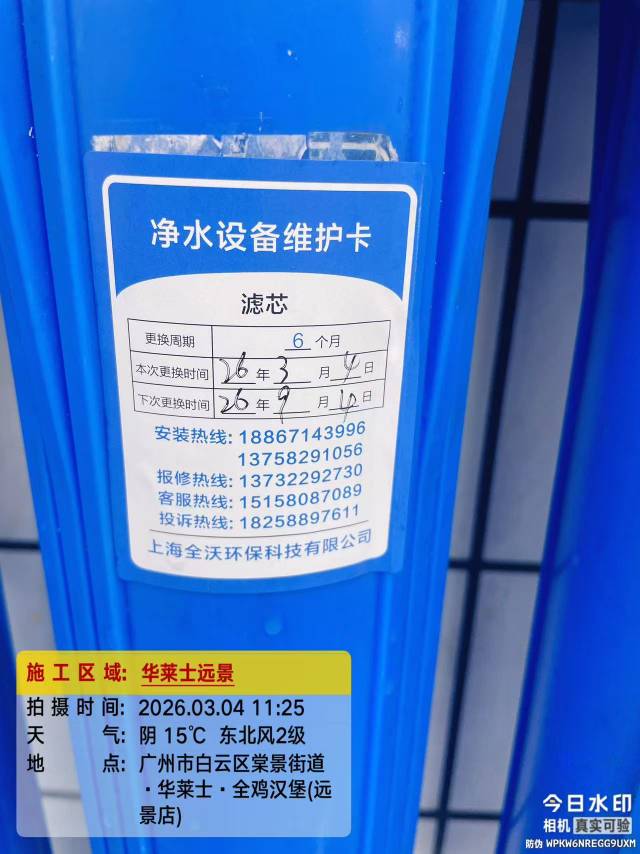 净水设备维护卡
滤芯
更换周期 6 个月
本次更换时间 26 年 3 月 4 日
下次更换时间 26 年 9 月 4 日
安装热线: 18867143996
13758291056
报修热线: 13732292730
客服热线: 15158087089
投诉热线: 18258897611
上海全沃环保科技有限公司
施工区域: 华莱士远景
拍摄时间: 2026.03.04 11:25
天气: 阴 15℃ 东北风2级
地点: 广州市白云区棠景街道
·华莱士·全鸡汉堡(远
景店)
今日水印
相机 真实可验
防伪 WPKW6NREGG9UXM